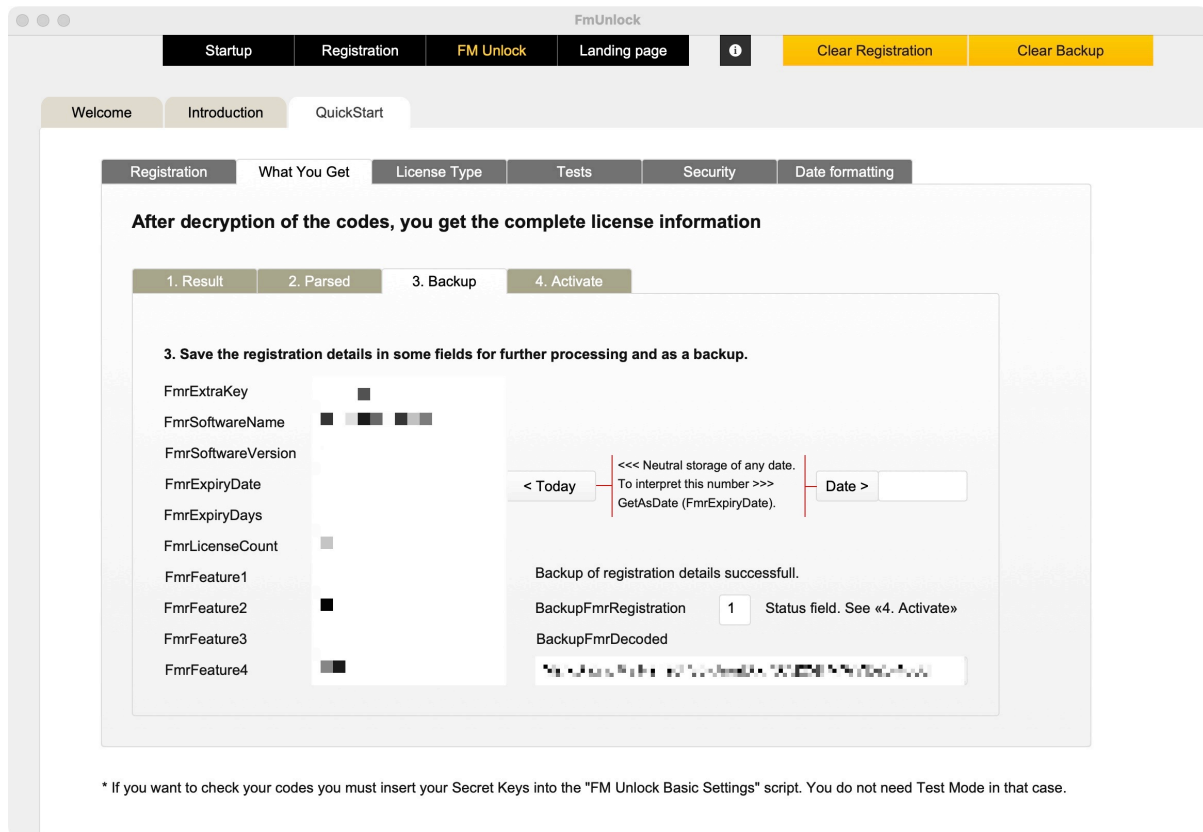 FmUnlock
Startup Registration FM Unlock Landing page Clear Registration Clear Backup
Welcome Introduction QuickStart
Registration What You Get License Type Tests Security Date formatting
After decryption of the codes, you get the complete license information
1. Result 2. Parsed 3. Backup 4. Activate
3. Save the registration details in some fields for further processing and as a backup.
FmrExtraKey
FmrSoftwareName
FmrSoftwareVersion
FmrExpiryDate
FmrExpiryDays
FmrLicenseCount
FmrFeature1
FmrFeature2
FmrFeature3
FmrFeature4
< Today
<<< Neutral storage of any date.
To interpret this number >>>
GetAsDate (FmrExpiryDate).
Date >
Backup of registration details successfull.
BackupFmrRegistration 1 Status field. See «4. Activate»
BackupFmrDecoded
* If you want to check your codes you must insert your Secret Keys into the "FM Unlock Basic Settings" script. You do not need Test Mode in that case.